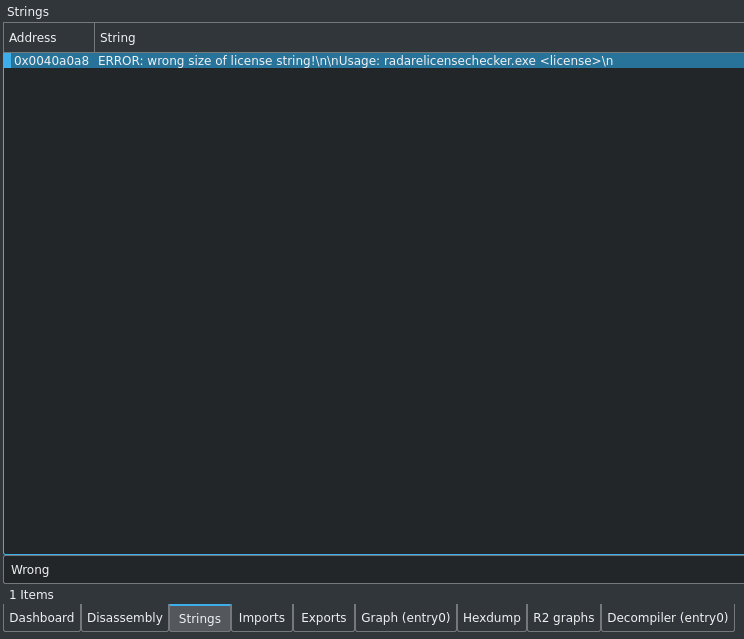 Strings
Address String
0x0040a0a8 ERROR: wrong size of license string!\n\nUsage: radarelicensechecker.exe <license>\n
Wrong
1 Items
Dashboard Disassembly Strings Imports Exports Graph (entry0) Hexdump R2 graphs Decompiler (entry0)